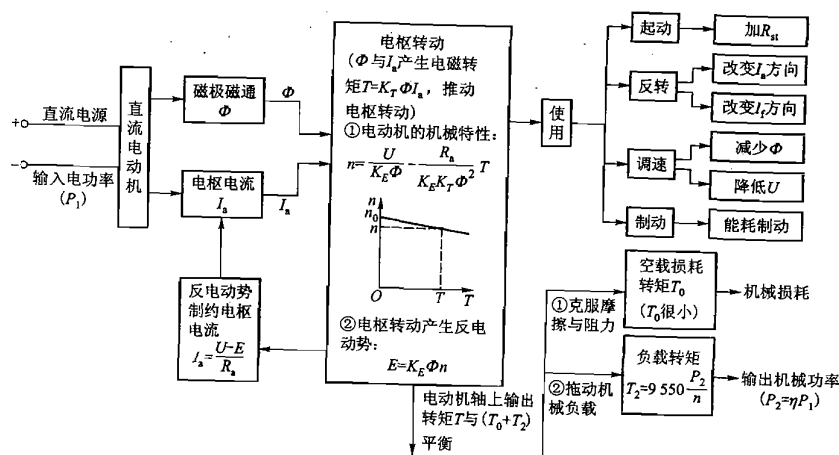 直流电源
输入电功率
(P₁)
直流电动机
磁极磁通
Φ
Φ
电枢电流
Iₐ
Iₐ
反电动势
制约电枢
电流
Iₐ=(U-E)/Rₐ
电枢转动
(Φ与Iₐ产生电磁转
矩T=K_TΦIₐ，推动
电枢转动)
①电动机的机械特性：
n=U/(K_EΦ)-Rₐ/(K_EK_TΦ²)T
n
n₀
n
O
T
T
②电枢转动产生反电
动势：
E=K_EΦn
电动机轴上输出
转矩T与(T₀+T₂)
平衡
使用
起动
加R_st
反转
改变Iₐ方向
改变I_f方向
调速
减少Φ
降低U
制动
能耗制动
①克服摩
擦与阻力
空载损耗
转矩T₀
(T₀很小)
机械损耗
②拖动机
械负载
负载转矩
T₂=9 550P₂/n
输出机械功率
(P₂=ηP₁)